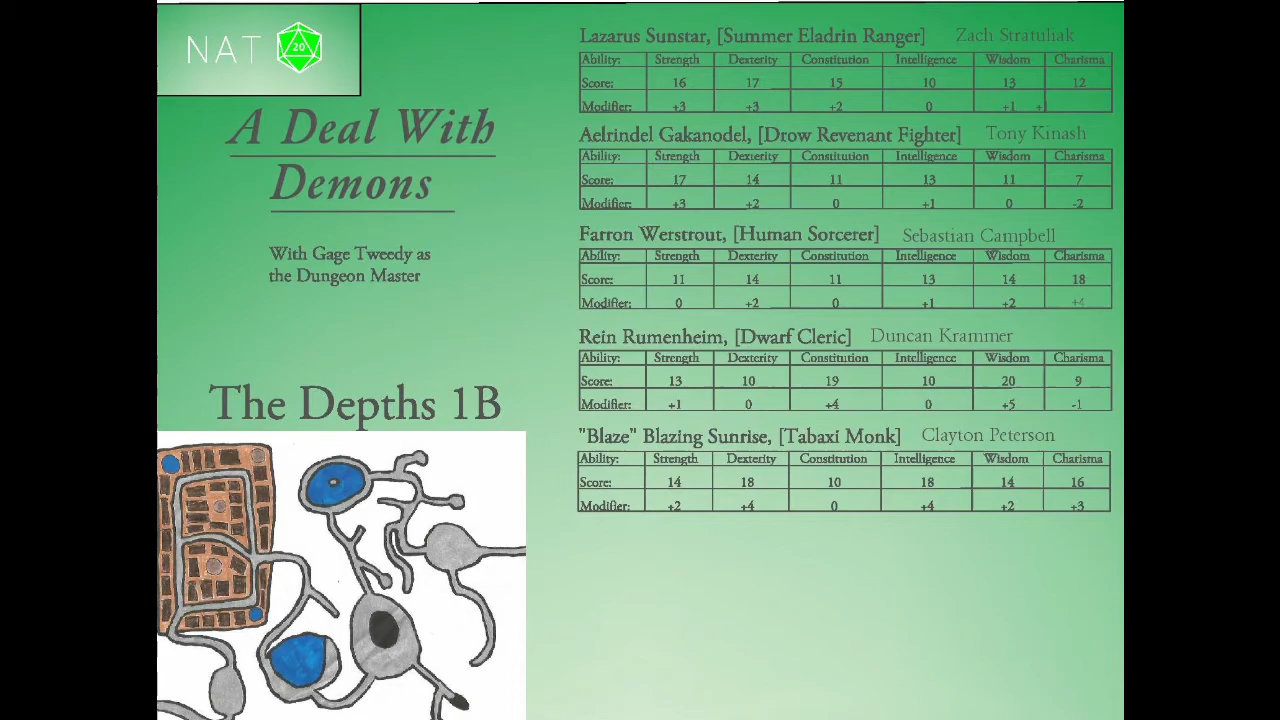 NAT 20
A Deal With
Demons
With Gage Tweedy as
the Dungeon Master
The Depths 1B
Lazarus Sunstar, [Summer Eladrin Ranger] Zach Stratuliak
Ability: Strength Dexterity Constitution Intelligence Wisdom Charisma
Score: 16 17 15 10 13 12
Modifier: +3 +3 +2 0 +1 +1
Aelrindel Gakanodel, [Drow Revenant Fighter] Tony Kinash
Ability: Strength Dexterity Constitution Intelligence Wisdom Charisma
Score: 17 14 11 13 11 7
Modifier: +3 +2 0 +1 0 -2
Farron Werstrout, [Human Sorcerer] Sebastian Campbell
Ability: Strength Dexterity Constitution Intelligence Wisdom Charisma
Score: 11 14 11 13 14 18
Modifier: 0 +2 0 +1 +2 +4
Rein Rumenheim, [Dwarf Cleric] Duncan Krammer
Ability: Strength Dexterity Constitution Intelligence Wisdom Charisma
Score: 13 10 19 10 20 9
Modifier: +1 0 +4 0 +5 -1
"Blaze" Blazing Sunrise, [Tabaxi Monk] Clayton Peterson
Ability: Strength Dexterity Constitution Intelligence Wisdom Charisma
Score: 14 18 10 18 14 16
Modifier: +2 +4 0 +4 +2 +3